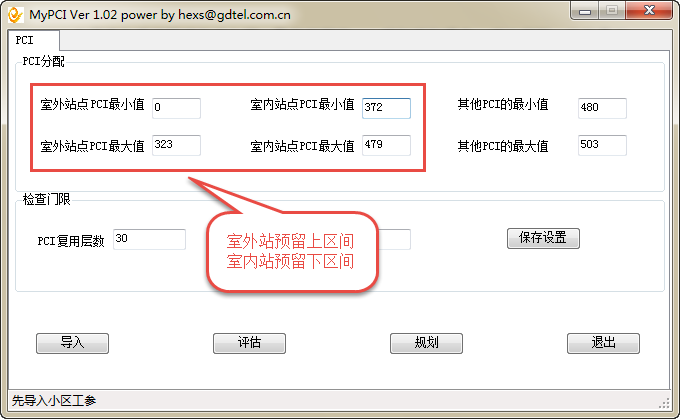 MyPCI Ver 1.02 power by hexs@gdtel.com.cn
PCI
PCI分配
室外站点PCI最小值 0 室内站点PCI最小值 372 其他PCI的最小值 480
室外站点PCI最大值 323 室内站点PCI最大值 479 其他PCI的最大值 503
检查门限
PCI复用层数 30 保存设置
室外站预留上区间
室内站预留下区间
导入 评估 规划 退出
先导入小区工参